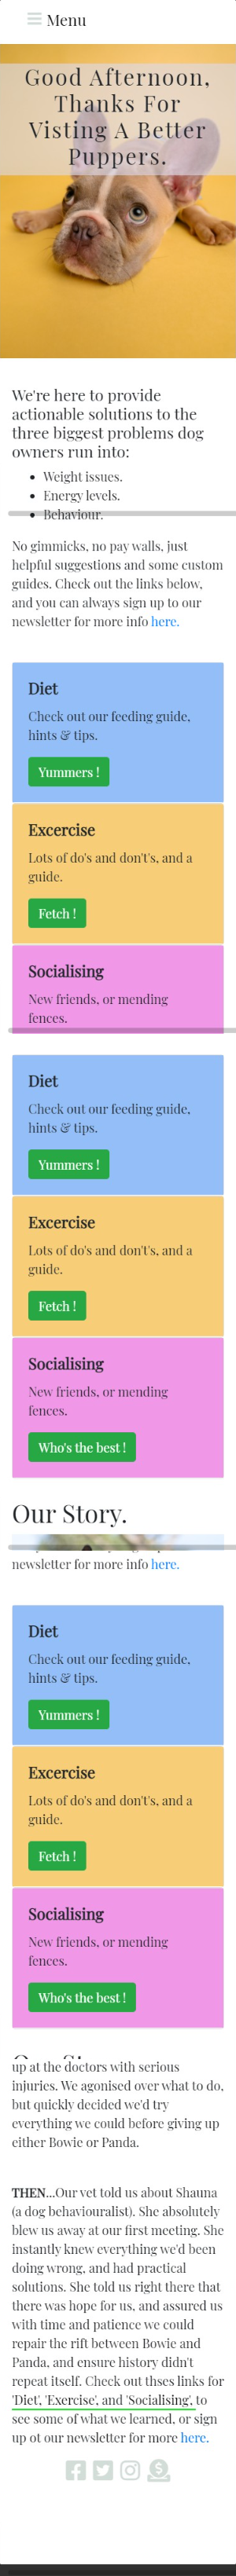 Menu
Good Afternoon,
Thanks For
Visting A Better
Puppers.
We're here to provide
actionable solutions to the
three biggest problems dog
owners run into:
• Weight issues.
• Energy levels.
• Behaviour.
No gimmicks, no pay walls, just
helpful suggestions and some custom
guides. Check out the links below,
and you can always sign up to our
newsletter for more info here.
Diet
Check out our feeding guide,
hints & tips.
Yummers !
Excercise
Lots of do's and don't's, and a
guide.
Fetch !
Socialising
New friends, or mending
fences.
Diet
Check out our feeding guide,
hints & tips.
Yummers !
Excercise
Lots of do's and don't's, and a
guide.
Fetch !
Socialising
New friends, or mending
fences.
Who's the best !
Our Story.
newsletter for more info here.
Diet
Check out our feeding guide,
hints & tips.
Yummers !
Excercise
Lots of do's and don't's, and a
guide.
Fetch !
Socialising
New friends, or mending
fences.
Who's the best !
up at the doctors with serious
injuries. We agonised over what to do,
but quickly decided we'd try
everything we could before giving up
either Bowie or Panda.
THEN...Our vet told us about Shauna
(a dog behaviouralist). She absolutely
blew us away at our first meeting. She
instantly knew everything we'd been
doing wrong, and had practical
solutions. She told us right there that
there was hope for us, and assured us
with time and patience we could
repair the rift between Bowie and
Panda, and ensure history didn't
repeat itself. Check out thses links for
'Diet', 'Exercise', and 'Socialising', to
see some of what we learned, or sign
up ot our newsletter for more here.